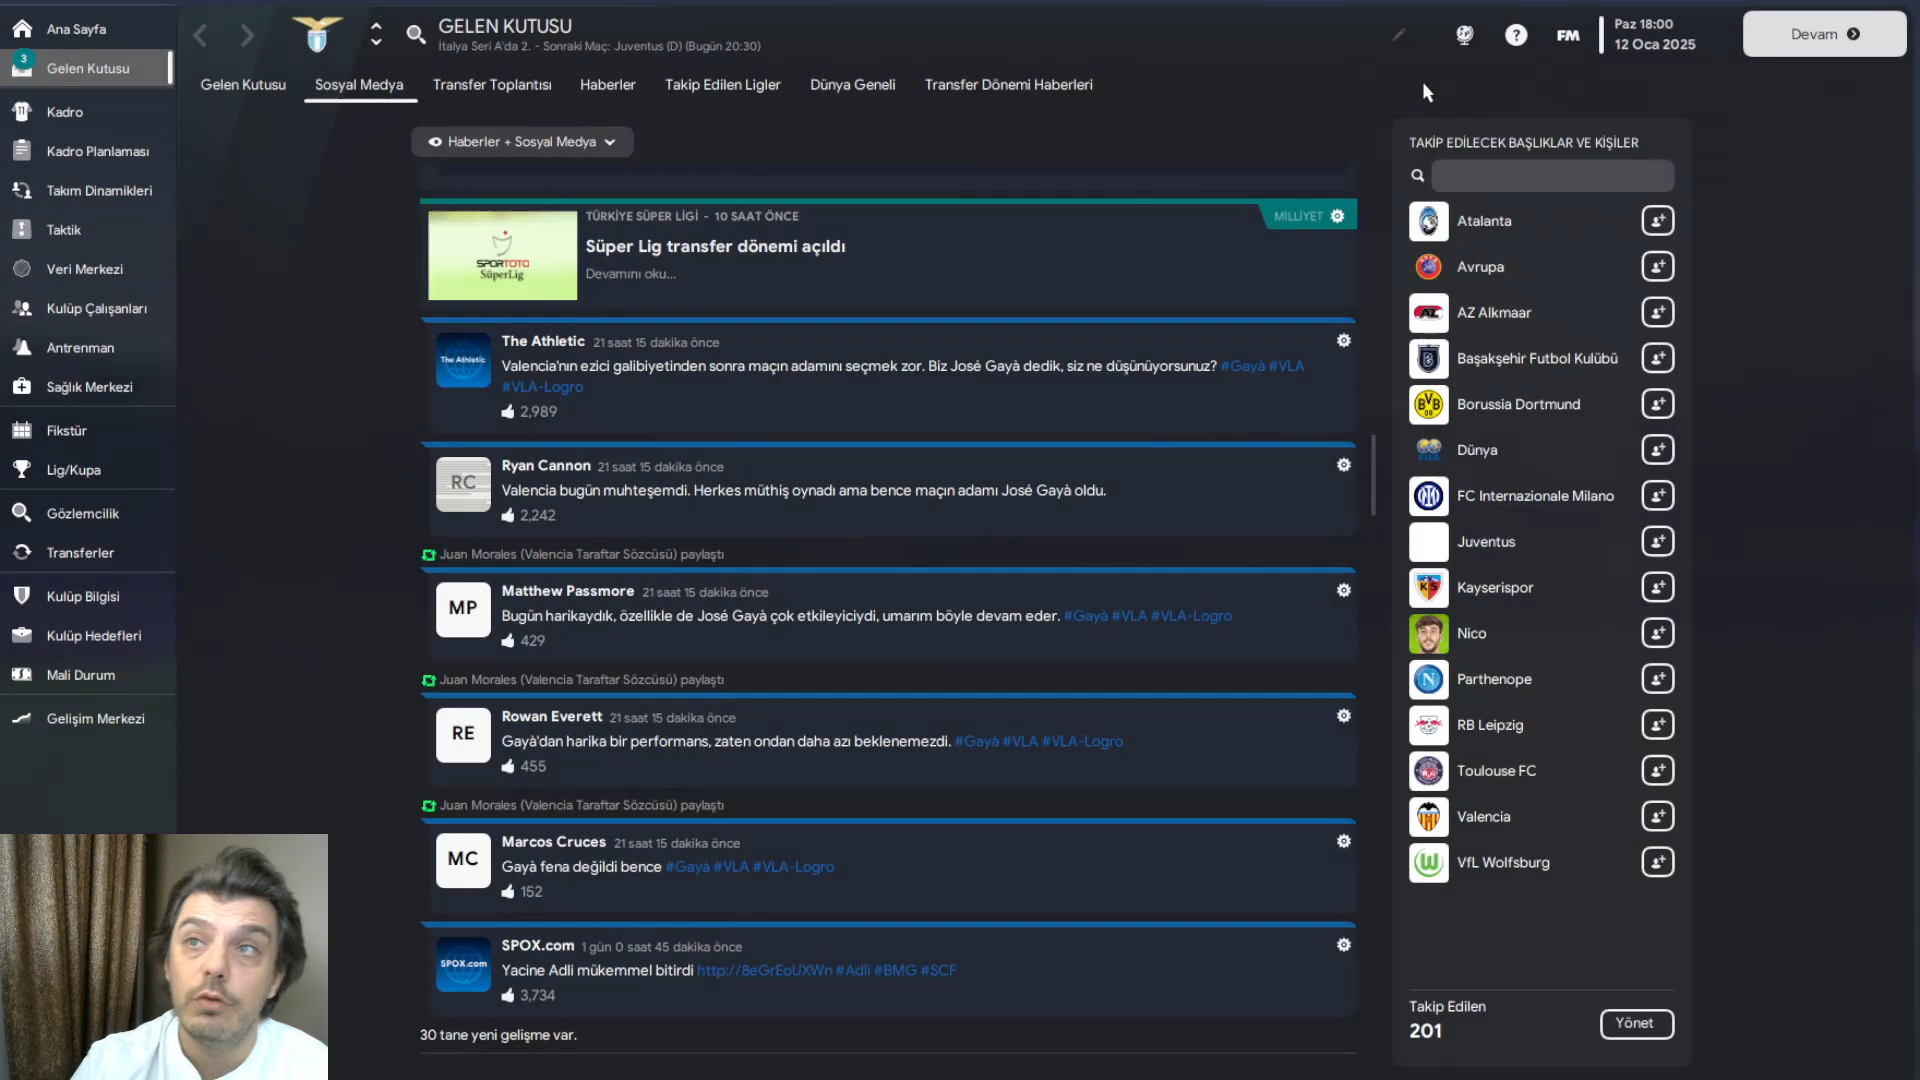 Ana Sayfa
3
Gelen Kutusu
Kadro
Kadro Planlaması
Takım Dinamikleri
Taktik
Veri Merkezi
Kulüp Çalışanları
Antrenman
Sağlık Merkezi
Fikstür
Lig/Kupa
Gözlemcilik
Transferler
Kulüp Bilgisi
Kulüp Hedefleri
Mali Durum
Gelişim Merkezi
GELEN KUTUSU
İtalya Seri A'da 2. - Sonraki Maç: Juventus (D) (Bugün 20:30)
FM
Paz 18:00
12 Oca 2025
Devam
Gelen Kutusu
Sosyal Medya
Transfer Toplantısı
Haberler
Takip Edilen Ligler
Dünya Geneli
Transfer Dönemi Haberleri
Haberler + Sosyal Medya
SPORTOTO
SüperLig
TÜRKİYE SÜPER LİGİ - 10 SAAT ÖNCE
MİLLİYET
Süper Lig transfer dönemi açıldı
Devamını oku...
The Athletic
The Athletic 21 saat 15 dakika önce
Valencia'nın ezici galibiyetinden sonra maçın adamını seçmek zor. Biz José Gayà dedik, siz ne düşünüyorsunuz? #Gayà #VLA
#VLA-Logro
2,989
RC
Ryan Cannon 21 saat 15 dakika önce
Valencia bugün muhteşemdi. Herkes müthiş oynadı ama bence maçın adamı José Gayà oldu.
2,242
Juan Morales (Valencia Taraftar Sözcüsü) paylaştı
MP
Matthew Passmore 21 saat 15 dakika önce
Bugün harikaydık, özellikle de José Gayà çok etkileyiciydi, umarım böyle devam eder. #Gayà #VLA #VLA-Logro
429
Juan Morales (Valencia Taraftar Sözcüsü) paylaştı
RE
Rowan Everett 21 saat 15 dakika önce
Gayà'dan harika bir performans, zaten ondan daha azı beklenemezdi. #Gayà #VLA #VLA-Logro
455
Juan Morales (Valencia Taraftar Sözcüsü) paylaştı
MC
Marcos Cruces 21 saat 15 dakika önce
Gayà fena değildi bence #Gayà #VLA #VLA-Logro
152
SPOX.com
SPOX.com 1 gün 0 saat 45 dakika önce
Yacine Adli mükemmel bitirdi http://8eGrEoUXWn #Adli #BMG #SCF
3,734
30 tane yeni gelişme var.
TAKİP EDİLECEK BAŞLIKLAR VE KİŞİLER
Atalanta
Avrupa
AZ Alkmaar
Başakşehir Futbol Kulübü
Borussia Dortmund
Dünya
FC Internazionale Milano
Juventus
Kayserispor
Nico
Parthenope
RB Leipzig
Toulouse FC
Valencia
VfL Wolfsburg
Takip Edilen
201
Yönet